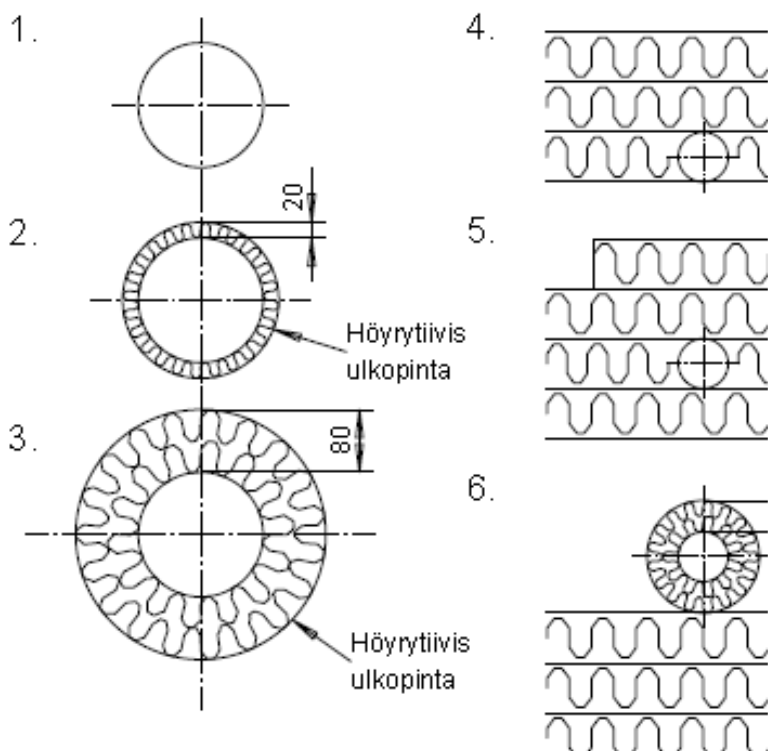 1.
2.
20
Höyrytiivis
ulkopinta
3.
80
Höyrytiivis
ulkopinta
4.
5.
6.